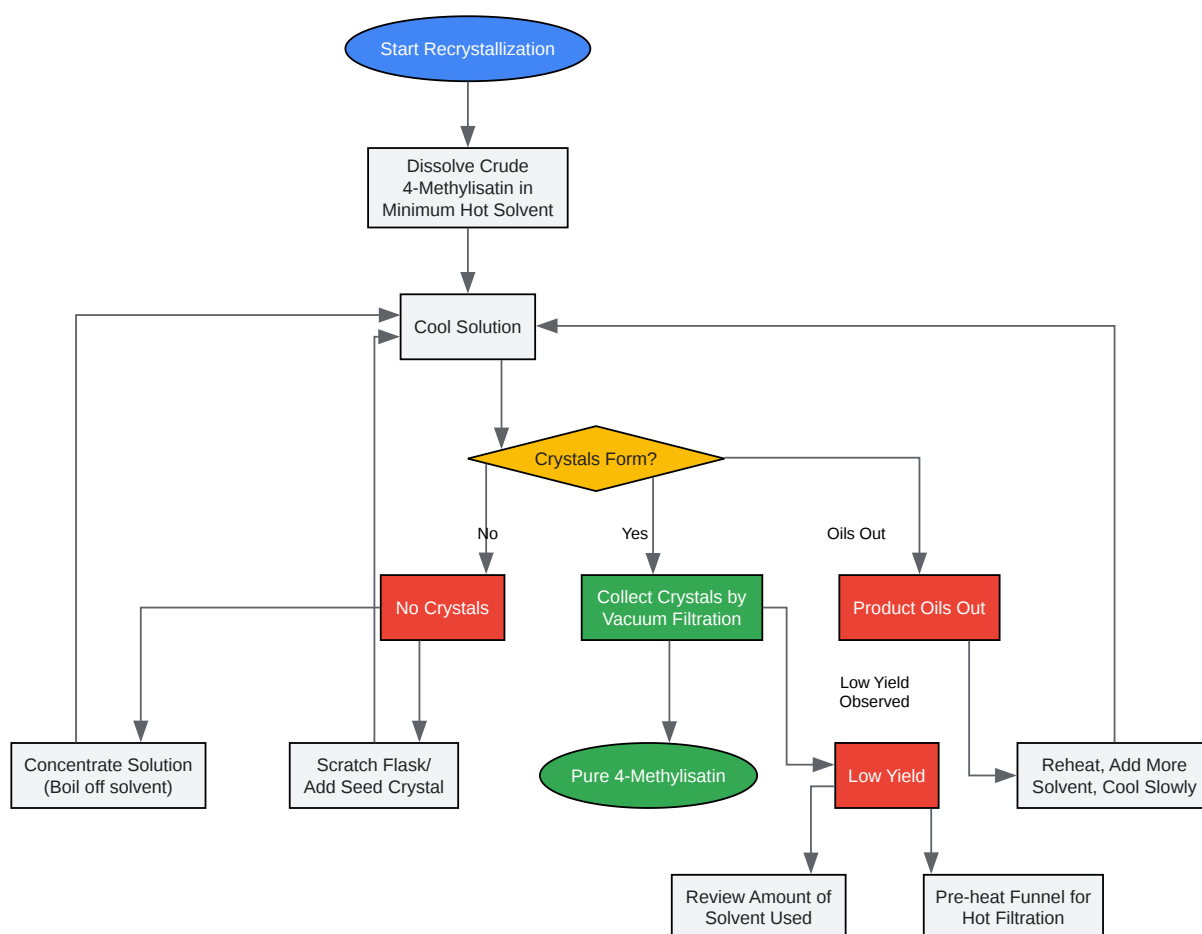 Start Recrystallization
Dissolve Crude
4-Methylisatin in
Minimum Hot Solvent
Cool Solution
Crystals Form?
No
Yes
Oils Out
No Crystals
Collect Crystals by
Vacuum Filtration
Product Oils Out
Low Yield
Observed
Concentrate Solution
(Boil off solvent)
Scratch Flask/
Add Seed Crystal
Pure 4-Methylisatin
Low Yield
Reheat, Add More
Solvent, Cool Slowly
Review Amount of
Solvent Used
Pre-heat Funnel for
Hot Filtration